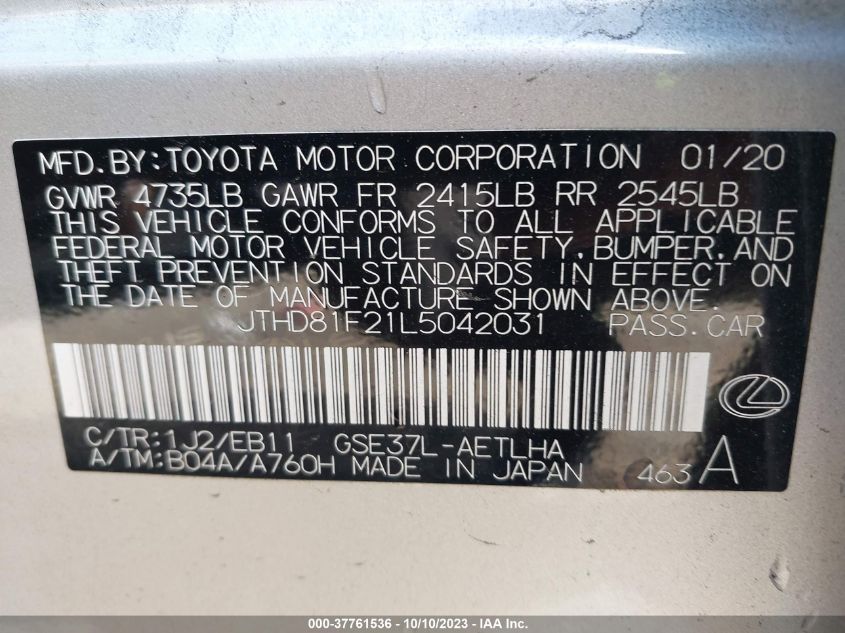 MFD.BY:TOYOTA MOTOR CORPORATION 01/20
GVWR 4735LB GAWR FR 2415LB RR 2545LB
THIS VEHICLE CONFORMS TO ALL APPLICABLE
FEDERAL MOTOR VEHICLE SAFETY,BUMPER,AND
THEFT PREVENTION STANDARDS IN EFFECT ON
THE DATE OF MANUFACTURE SHOWN ABOVE.
JTHD81F21L5042031 PASS.CAR
C/TR:1J2/EB11 GSE37L-AETLHA
A/TM:B04A/A760H MADE IN JAPAN 463 A
000-37761536 - 10/10/2023 - IAA Inc.